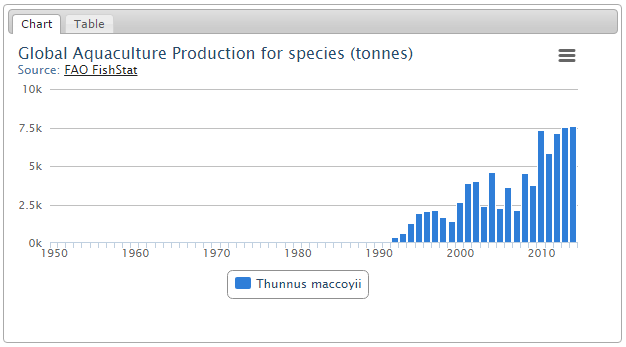 Chart Table
Global Aquaculture Production for species (tonnes)
Source: FAO FishStat
10k
7.5k
5k
2.5k
0k
1950 1960 1970 1980 1990 2000 2010
Thunnus maccoyii